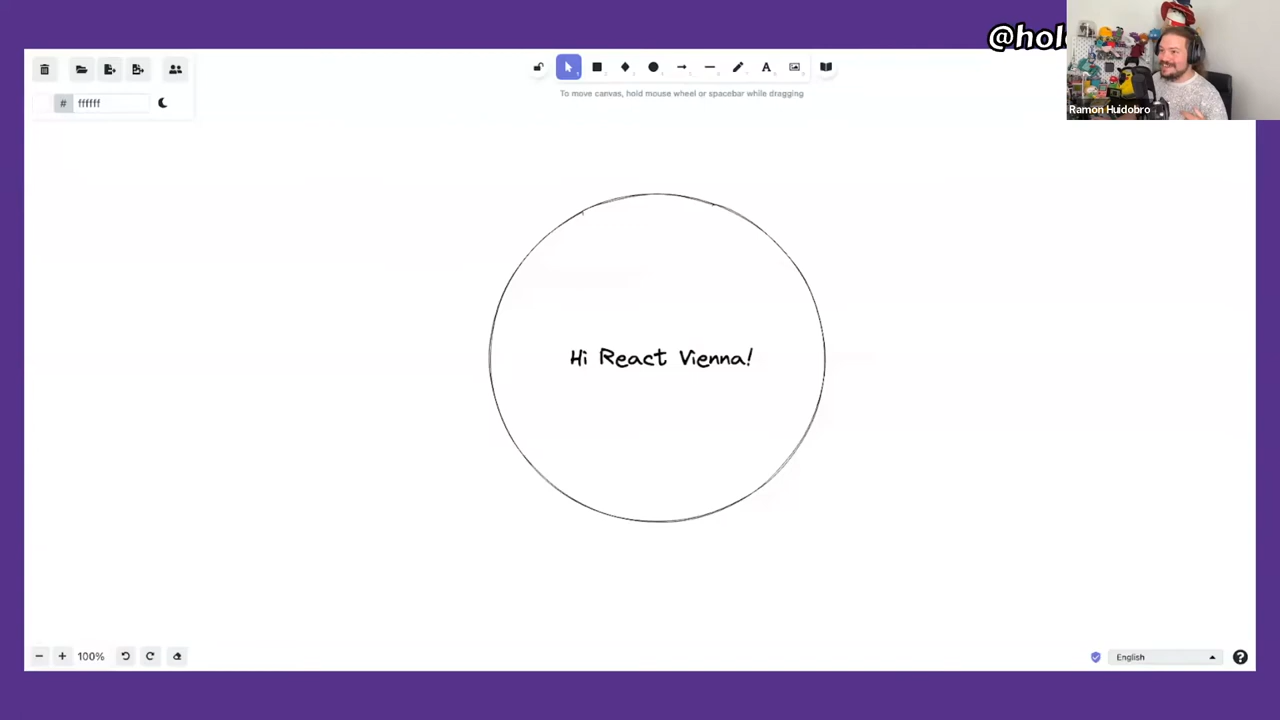 @hol
Ramon Huidobro
# ffffff
To move canvas, hold mouse wheel or spacebar while dragging
A
Hi React Vienna!
100%
English
?